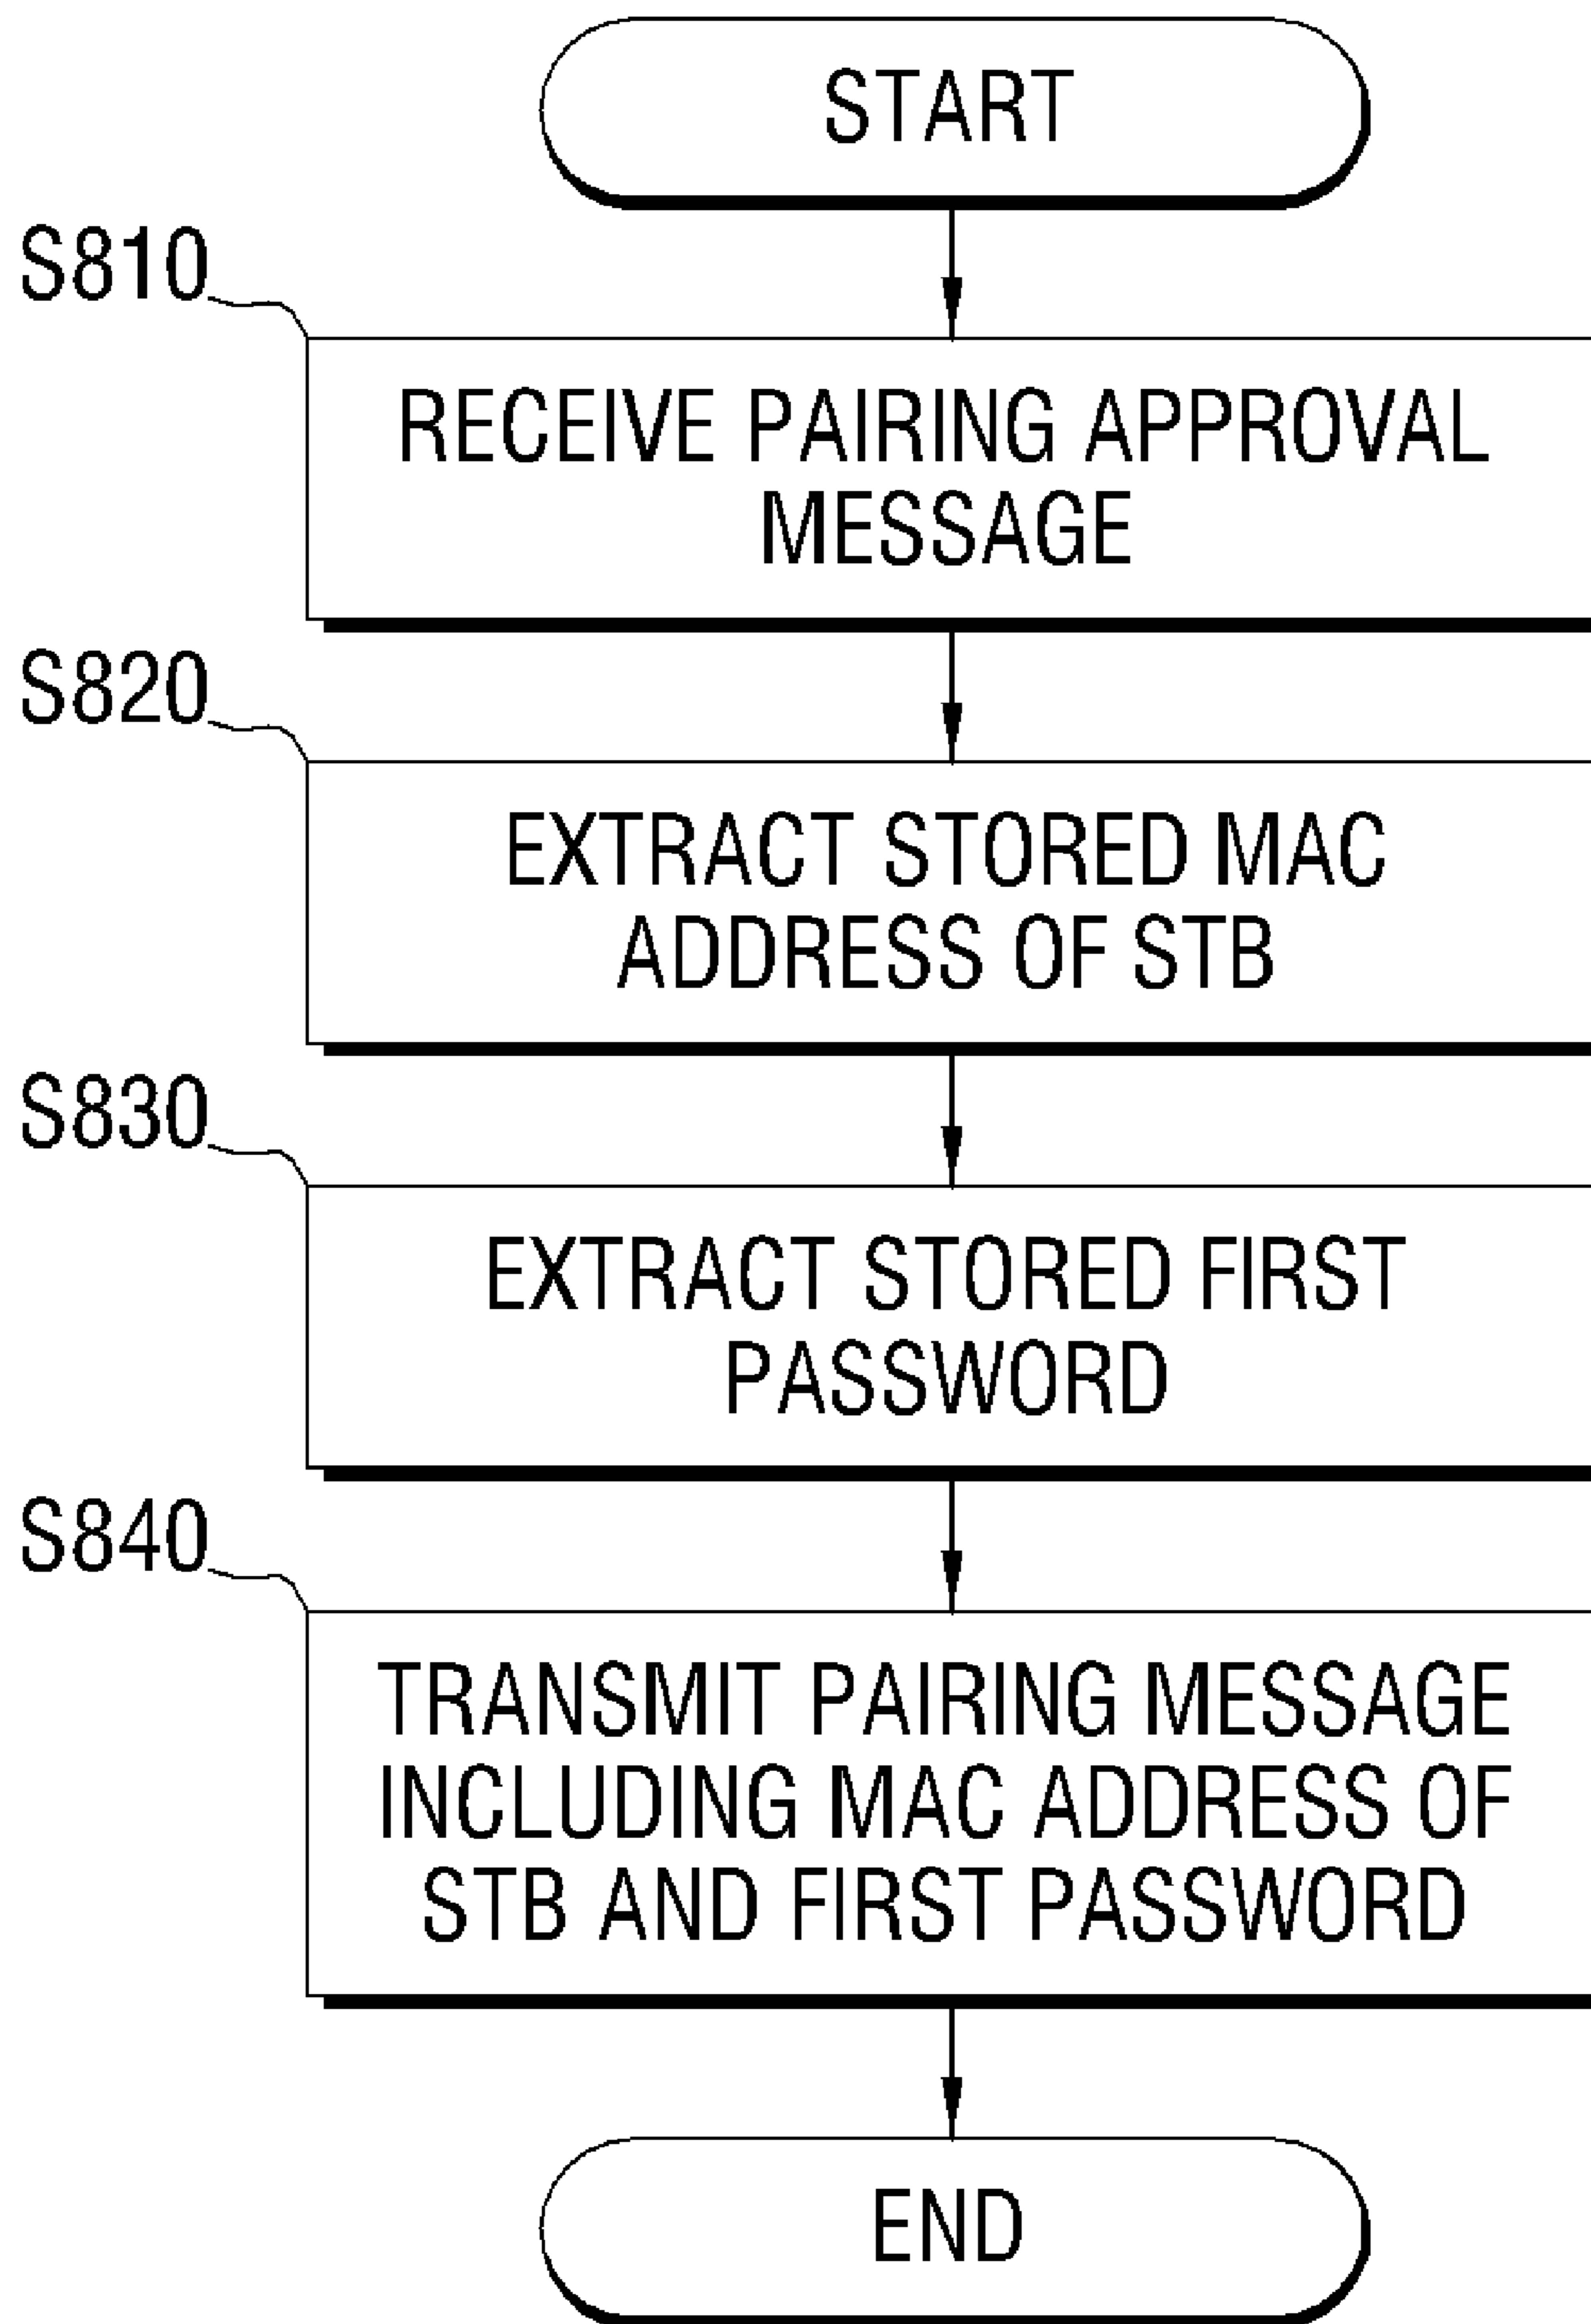 START
S810
RECEIVE PAIRING APPROVAL
MESSAGE
S820
EXTRACT STORED MAC
ADDRESS OF STB
S830
EXTRACT STORED FIRST
PASSWORD
S840
TRANSMIT PAIRING MESSAGE
INCLUDING MAC ADDRESS OF
STB AND FIRST PASSWORD
END